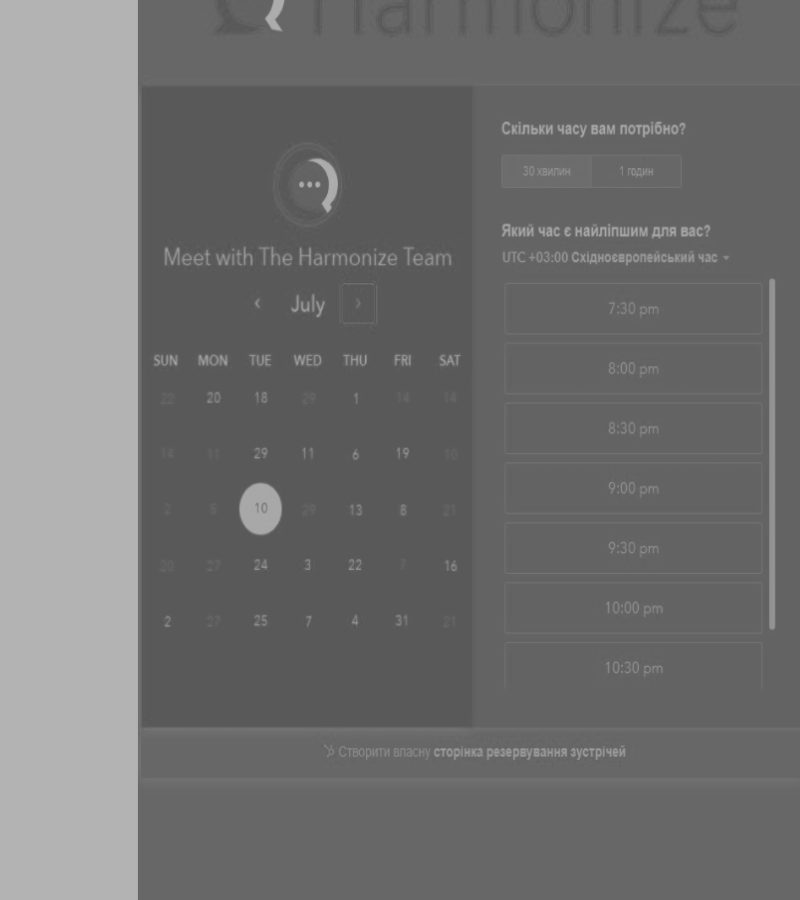 Harmonize
Meet with The Harmonize Team
‹ July ›
SUN MON TUE WED THU FRI SAT
22 20 18 29 1 14 14
14 11 29 11 6 19 10
2 5 10 29 13 8 21
20 27 24 3 22 7 16
2 27 25 7 4 31 21
Скільки часу вам потрібно?
30 хвилин 1 годин
Який час є найліпшим для вас?
UTC +03:00 Східноєвропейський час
7:30 pm
8:00 pm
8:30 pm
9:00 pm
9:30 pm
10:00 pm
10:30 pm
Створити власну сторінка резервування зустрічей